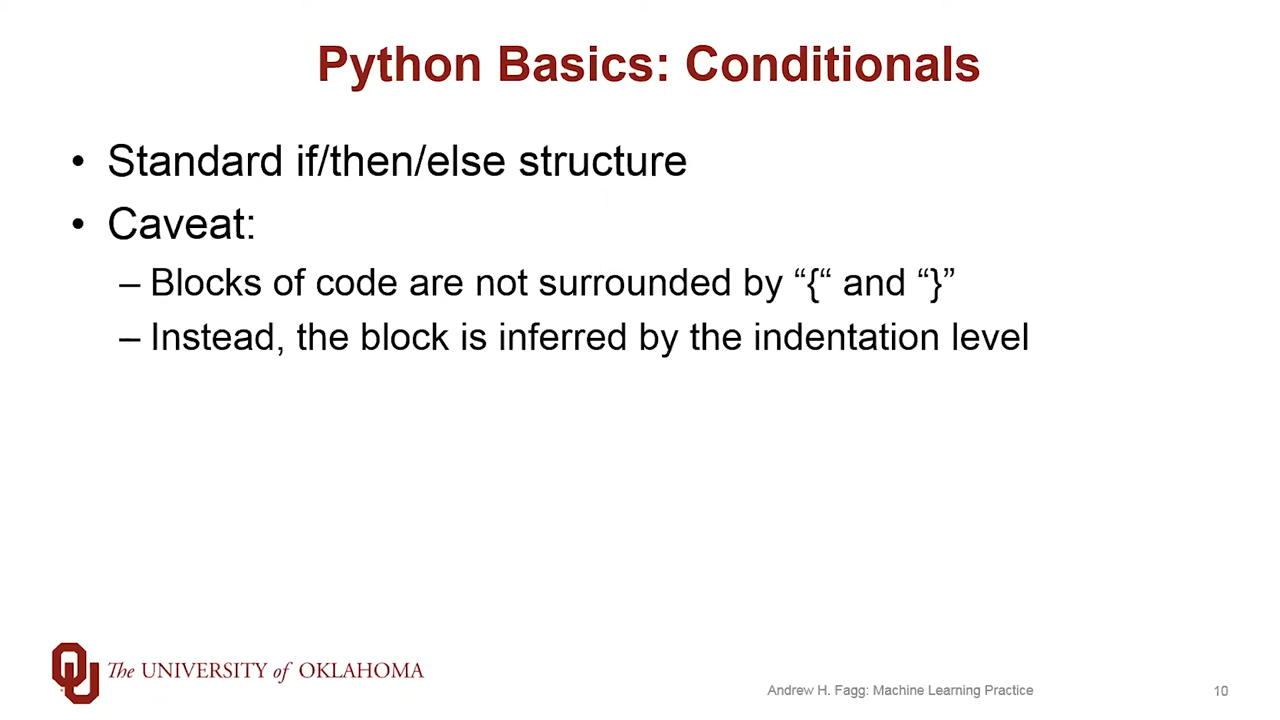 Python Basics: Conditionals
• Standard if/then/else structure
• Caveat:
– Blocks of code are not surrounded by “{“ and “}”
– Instead, the block is inferred by the indentation level
The UNIVERSITY of OKLAHOMA
Andrew H. Fagg: Machine Learning Practice
10